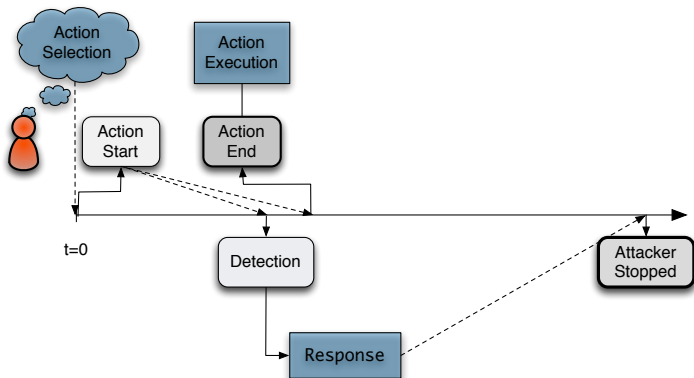 Action
Selection
Action
Execution
Action
Start
Action
End
t=0
Detection
Attacker
Stopped
Response